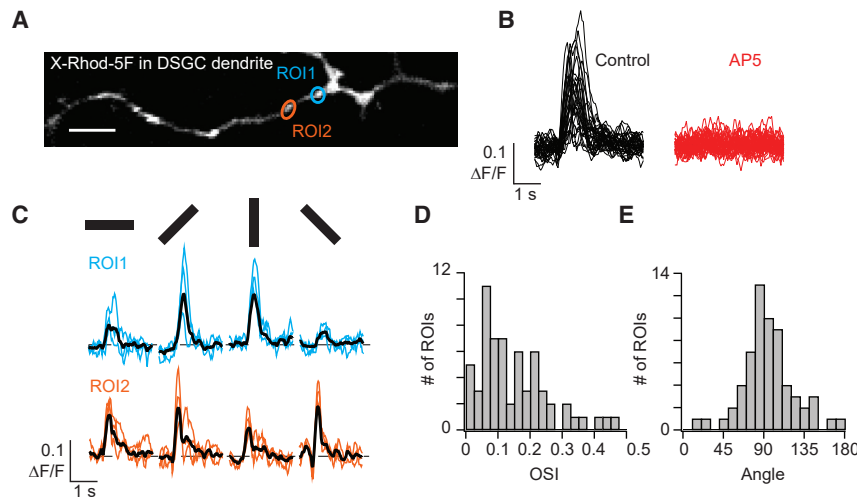 A
X-Rhod-5F in DSGC dendrite
ROI1
ROI2
B
Control
AP5
0.1
ΔF/F
1 s
C
ROI1
ROI2
0.1
ΔF/F
1 s
D
12
# of ROIs
0
0 0.1 0.2 0.3 0.4 0.5
OSI
E
14
# of ROIs
0
0 45 90 135 180
Angle